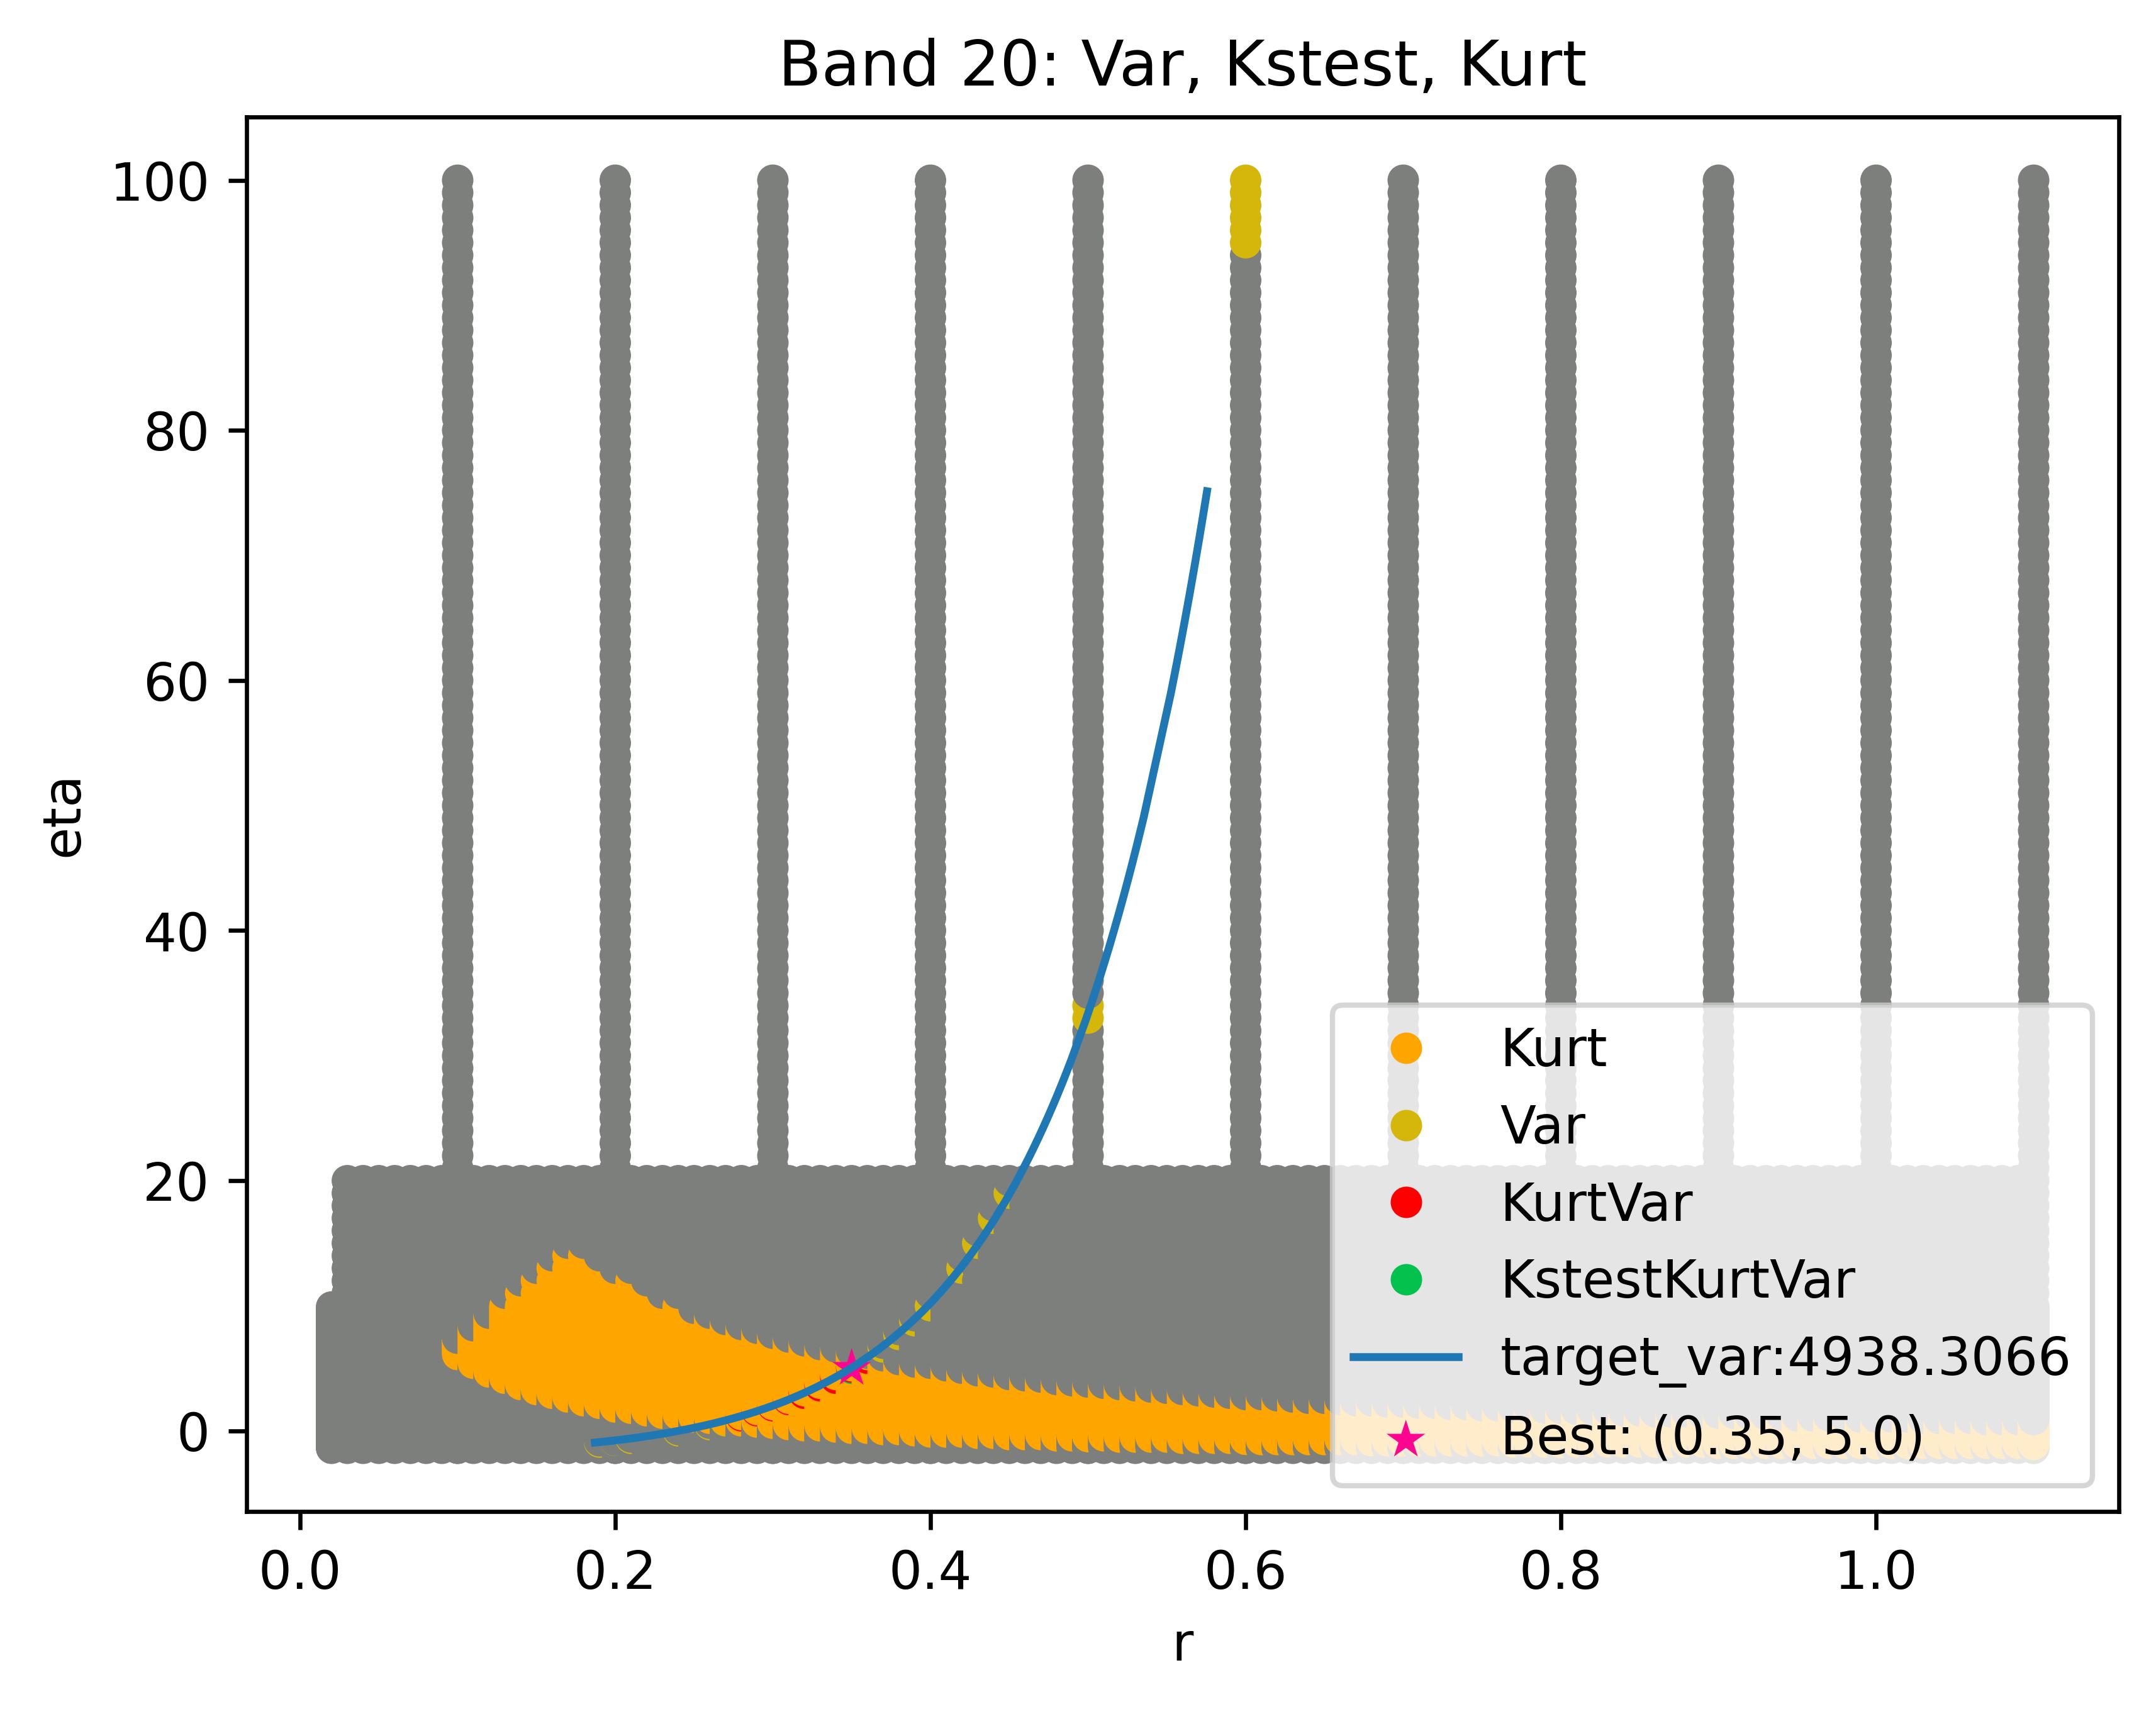 Band 20: Var, Kstest, Kurt
100
80
60
40
20
0
eta
Kurt
Var
KurtVar
KstestKurtVar
target_var:4938.3066
Best: (0.35, 5.0)
0.0 0.2 0.4 0.6 0.8 1.0
r